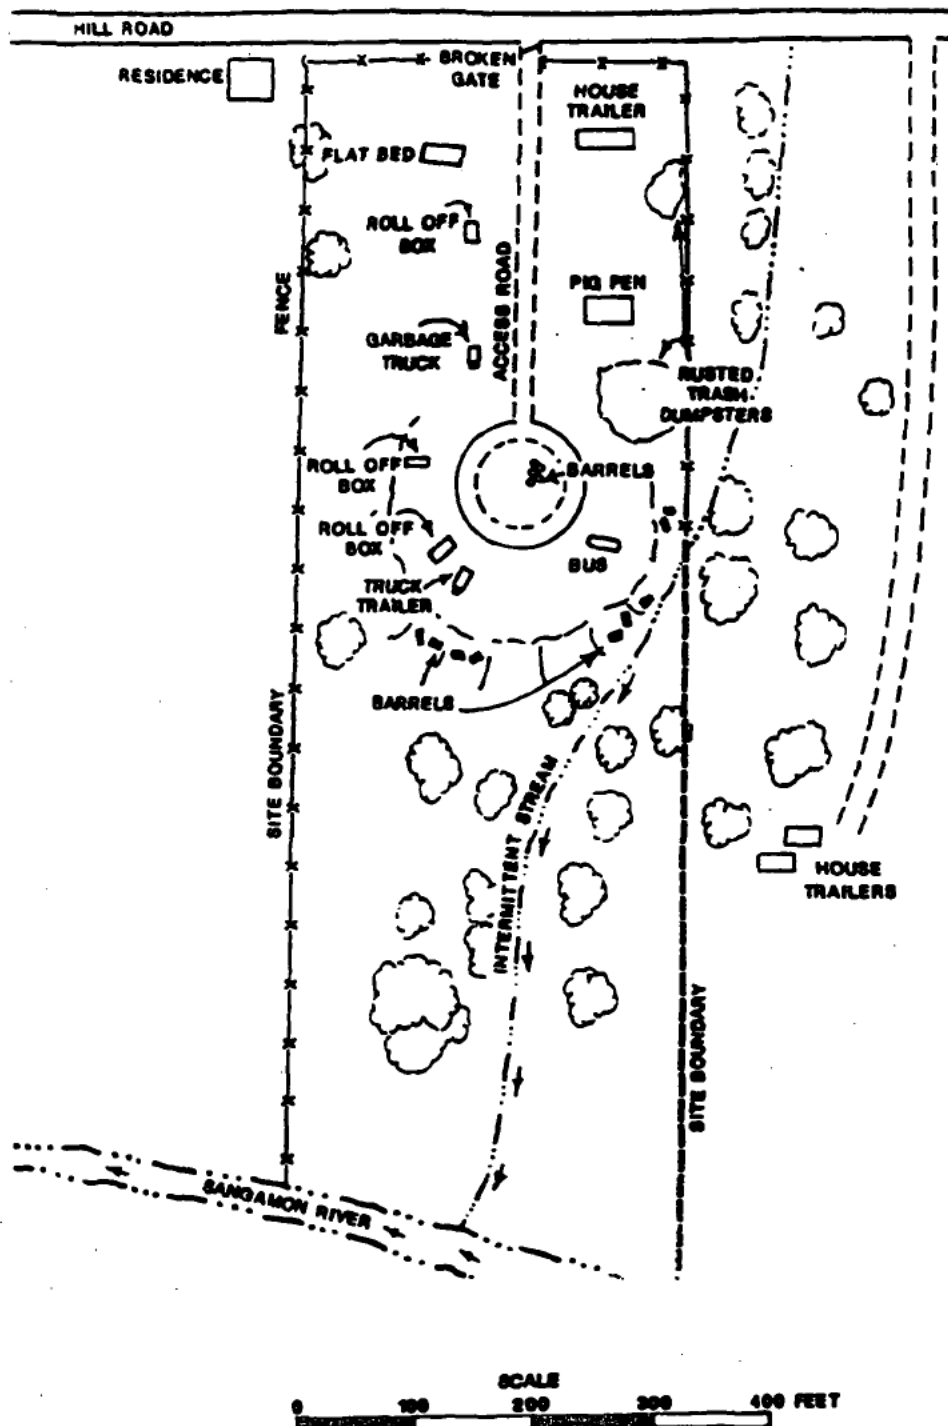 HILL ROAD
RESIDENCE
BROKEN
GATE
HOUSE
TRAILER
FLAT BED
ROLL OFF
BOX
FENCE
ACCESS ROAD
PIG PEN
GARBAGE
TRUCK
RUSTED
TRASH
DUMPSTERS
ROLL OFF
BOX
BARRELS
ROLL OFF
BOX
BUS
TRUCK
TRAILER
BARRELS
SITE BOUNDARY
INTERMITTENT STREAM
HOUSE
TRAILERS
SITE BOUNDARY
SANGAMON RIVER
SCALE
0 100 200 300 400 FEET